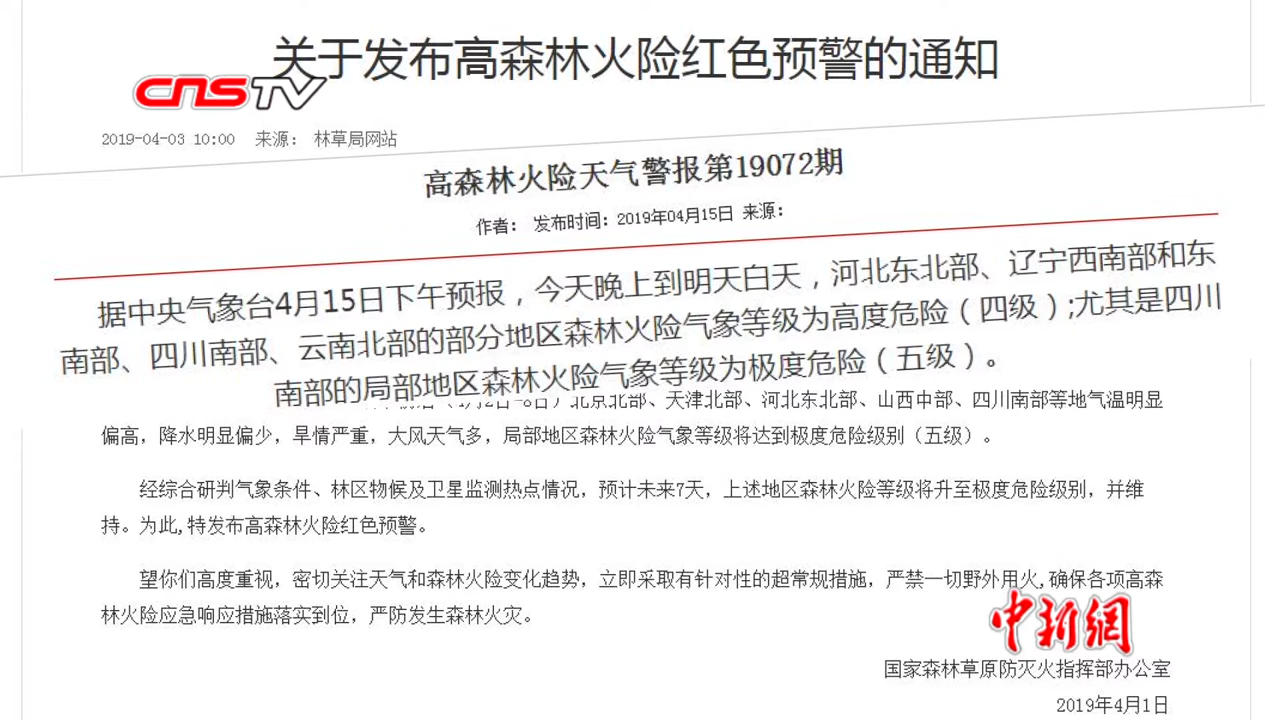 关于发布高森林火险红色预警的通知
CNSTV
2019-04-03 10:00 来源： 林草局网站
高森林火险天气警报第19072期
作者： 发布时间：2019年04月15日 来源：
据中央气象台4月15日下午预报，今天晚上到明天白天，河北东北部、辽宁西南部和东
南部、四川南部、云南北部的部分地区森林火险气象等级为高度危险（四级）;尤其是四川
南部的局部地区森林火险气象等级为极度危险（五级）。
北京北部、天津北部、河北东北部、山西中部、四川南部等地气温明显
偏高，降水明显偏少，旱情严重，大风天气多，局部地区森林火险气象等级将达到极度危险级别（五级）。
经综合研判气象条件、林区物候及卫星监测热点情况，预计未来7天，上述地区森林火险等级将升至极度危险级别，并维
持。为此,特发布高森林火险红色预警。
望你们高度重视，密切关注天气和森林火险变化趋势，立即采取有针对性的超常规措施，严禁一切野外用火,确保各项高森
林火险应急响应措施落实到位，严防发生森林火灾。
中新網
国家森林草原防灭火指挥部办公室
2019年4月1日